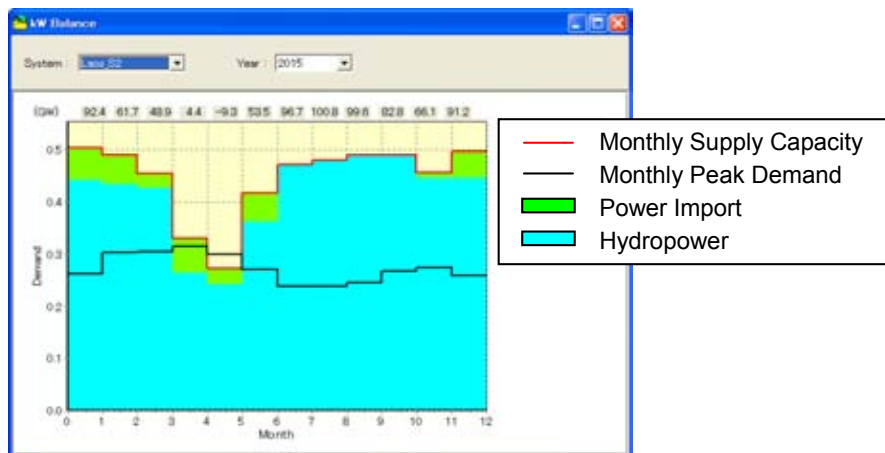 kW Balance
System : Laos_S2 Year : 2015
(GW) 92.4 61.7 48.9 4.4 -9.3 53.5 96.7 100.8 99.6 82.8 66.1 91.2
0.5
0.4
0.3
0.2
0.1
0.0
Demand
0 1 2 3 4 5 6 7 8 9 10 11 12
Month
Monthly Supply Capacity
Monthly Peak Demand
Power Import
Hydropower